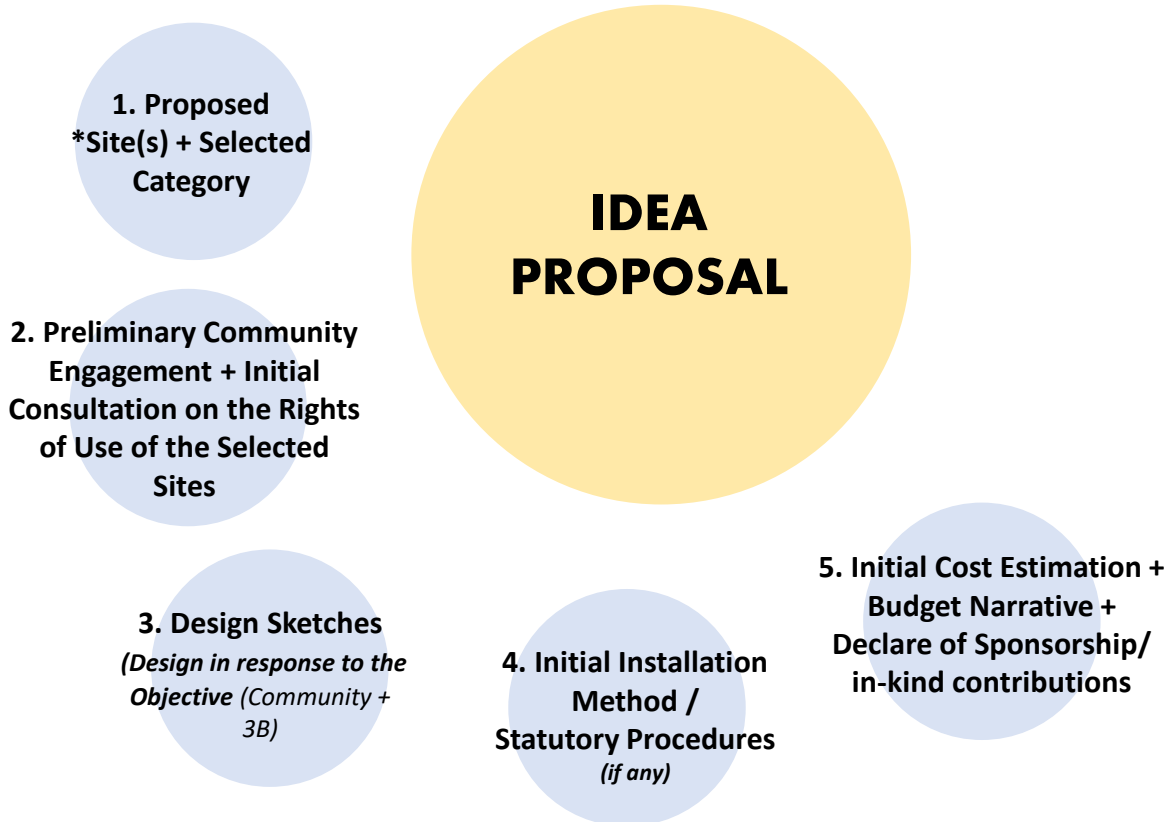 IDEA
PROPOSAL
1. Proposed
*Site(s) + Selected
Category
2. Preliminary Community
Engagement + Initial
Consultation on the Rights
of Use of the Selected
Sites
3. Design Sketches
(Design in response to the
Objective (Community +
3B)
4. Initial Installation
Method /
Statutory Procedures
(if any)
5. Initial Cost Estimation +
Budget Narrative +
Declare of Sponsorship/
in-kind contributions